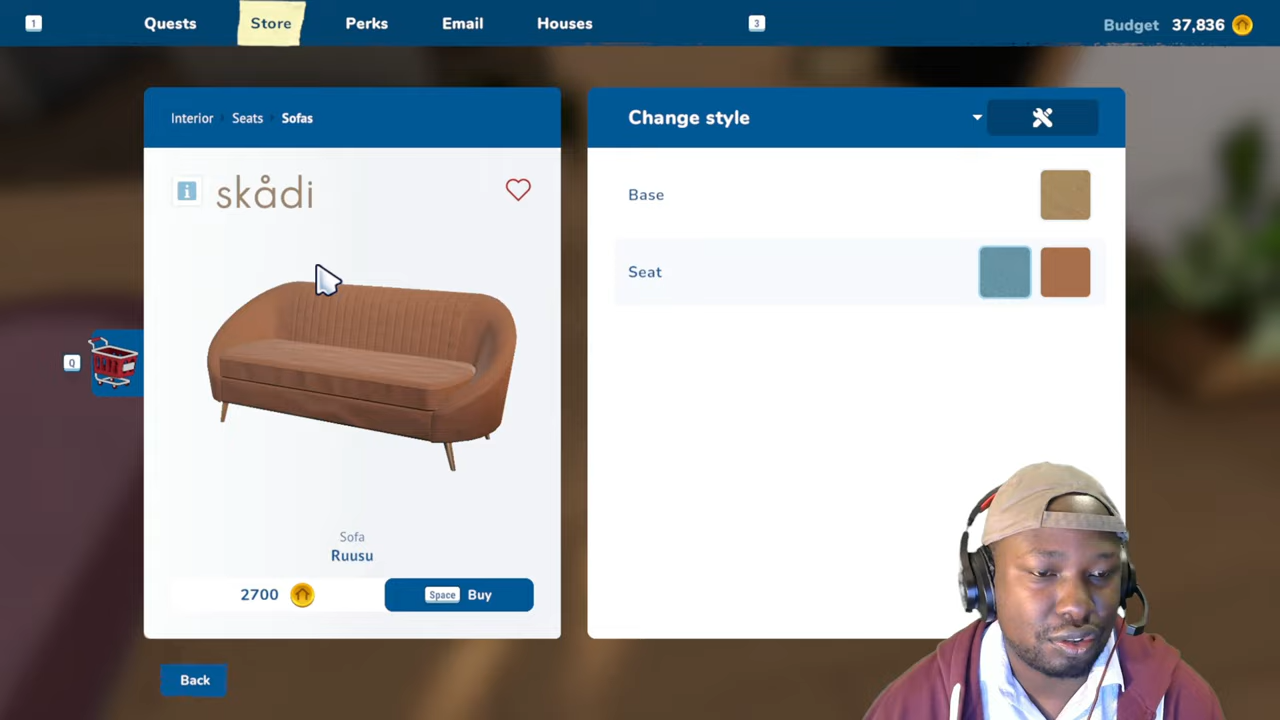 1 Quests Store Perks Email Houses 3 Budget 37,836
Interior Seats Sofas
i skådi
Q
Sofa
Ruusu
2700 Space Buy
Back
Change style
Base
Seat